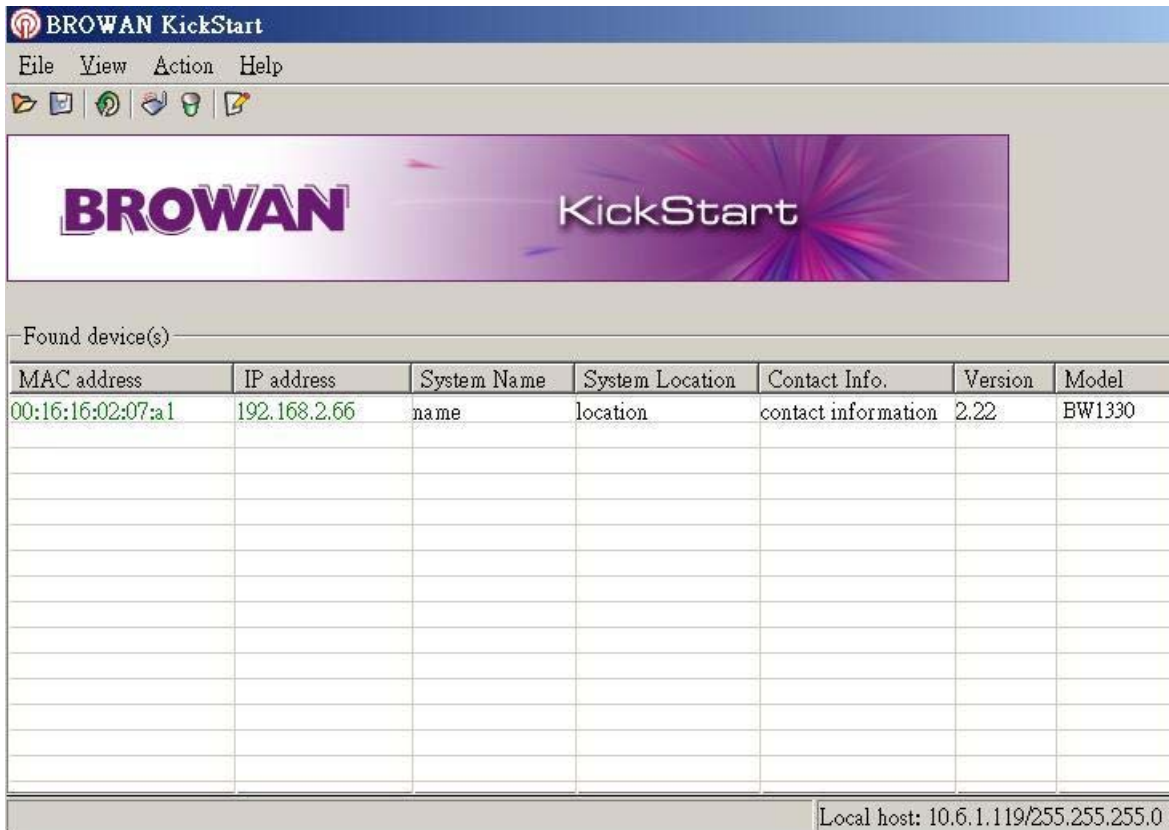 BROWAN KickStart
File View Action Help
BROWAN KickStart
Found device(s)
MAC address IP address System Name System Location Contact Info. Version Model
00:16:16:02:07:a1 192.168.2.66 name location contact information 2.22 BW1330
Local host: 10.6.1.119/255.255.255.0